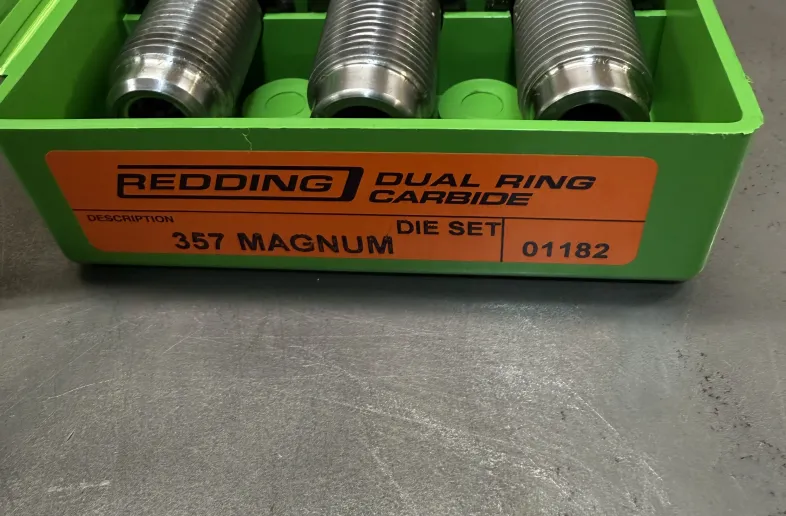 REDDING DUAL RING
CARBIDE
DESCRIPTION
357 MAGNUM DIE SET 01182